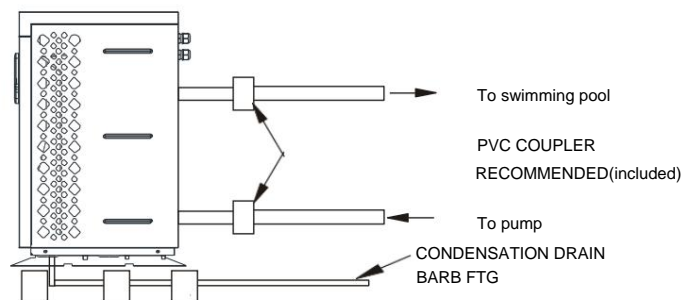 To swimming pool
PVC COUPLER
RECOMMENDED(included)
To pump
CONDENSATION DRAIN
BARB FTG